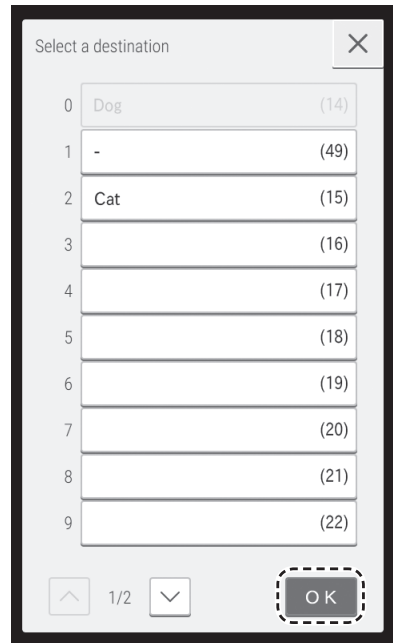 Select a destination
0 Dog (14)
1 - (49)
2 Cat (15)
3 (16)
4 (17)
5 (18)
6 (19)
7 (20)
8 (21)
9 (22)
1/2 OK